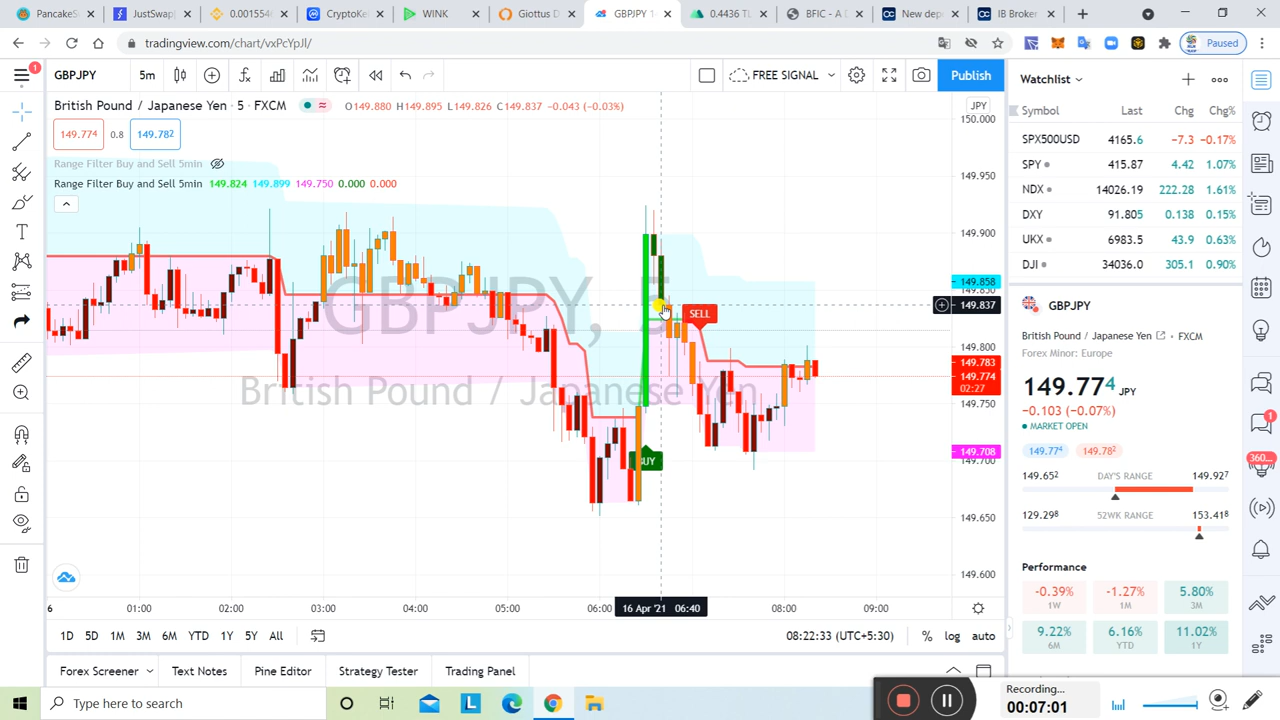 PancakeS
JustSwap
0.001554
CryptoKe
WINK
Giottus D
GBPJPY 1
0.4436 TL
BFIC - A D
New dep
IB Broker
tradingview.com/chart/vxPcYpJl/
Paused
1
GBPJPY
5m
FREE SIGNAL
Publish
Watchlist
British Pound / Japanese Yen · 5 · FXCM
O149.880 H149.895 L149.826 C149.837 -0.043 (-0.03%)
JPY
Symbol Last Chg Chg%
149.774 0.8 149.782
Range Filter Buy and Sell 5min
Range Filter Buy and Sell 5min 149.824 149.899 149.750 0.000 0.000
SPX500USD 4165.6 -7.3 -0.17%
SPY 415.87 4.42 1.07%
NDX 14026.19 222.28 1.61%
DXY 91.805 0.138 0.15%
UKX 6983.5 43.9 0.63%
DJI 34036.0 305.1 0.90%
GBPJPY, 5
British Pound / Japanese Yen
SELL
BUY
150.000
149.950
149.900
149.858
149.837
149.800
149.783
149.774
02:27
149.750
149.708
149.700
149.650
149.600
GBPJPY
British Pound / Japanese Yen · FXCM
Forex Minor: Europe
149.774 JPY
-0.103 (-0.07%)
MARKET OPEN
149.774 149.782
149.652 DAY'S RANGE 149.927
129.298 52WK RANGE 153.418
Performance
-0.39% -1.27% 5.80%
1W 1M 3M
9.22% 6.16% 11.02%
6M YTD 1Y
1
360...
6 01:00 02:00 03:00 04:00 05:00 06:00 16 Apr '21 06:40 08:00 09:00
1D 5D 1M 3M 6M YTD 1Y 5Y All
08:22:33 (UTC+5:30) % log auto
Forex Screener Text Notes Pine Editor Strategy Tester Trading Panel
Type here to search
L
Recording...
00:07:01